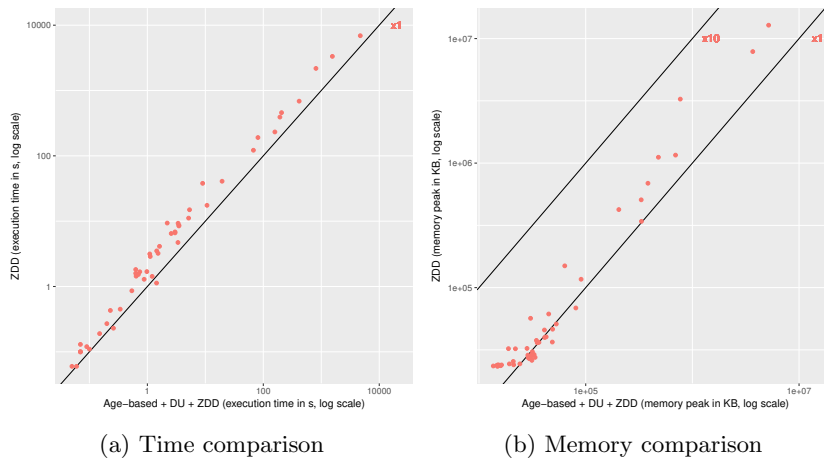 10000
100
1
ZDD (execution time in s, log scale)
x1
1
100
10000
Age-based + DU + ZDD (execution time in s, log scale)
(a) Time comparison
1e+07
1e+06
1e+05
ZDD (memory peak in KB, log scale)
x10
x1
1e+05
1e+07
Age-based + DU + ZDD (memory peak in KB, log scale)
(b) Memory comparison